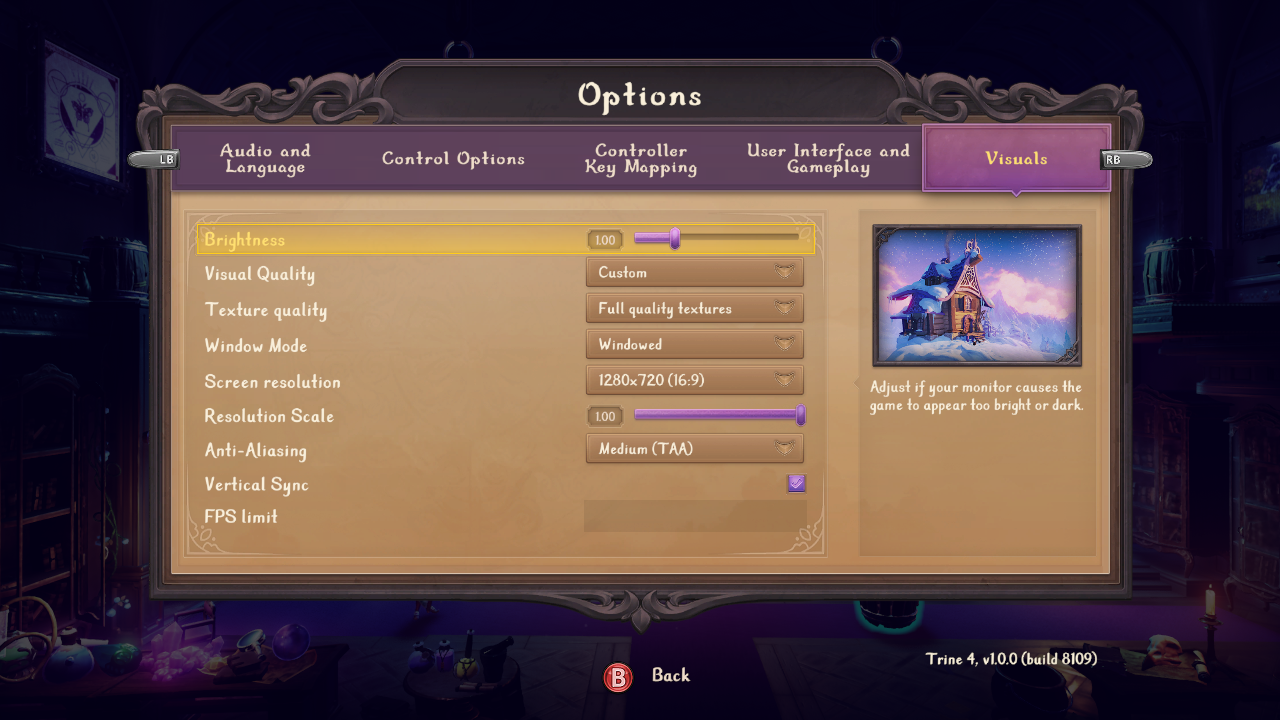 Options
LB
Audio and
Language
Control Options
Controller
Key Mapping
User Interface and
Gameplay
Visuals
RB
Brightness
1.00
Visual Quality
Custom
Texture quality
Full quality textures
Window Mode
Windowed
Screen resolution
1280x720 (16:9)
Resolution Scale
1.00
Anti-Aliasing
Medium (TAA)
Vertical Sync
FPS limit
Adjust if your monitor causes the
game to appear too bright or dark.
Trine 4, v1.0.0 (build 8109)
B Back